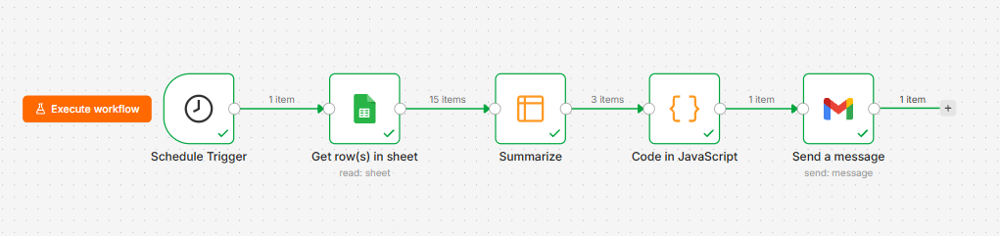 Execute workflow
1 item
15 items
3 items
1 item
1 item
+
Schedule Trigger
Get row(s) in sheet
read: sheet
Summarize
Code in JavaScript
Send a message
send: message